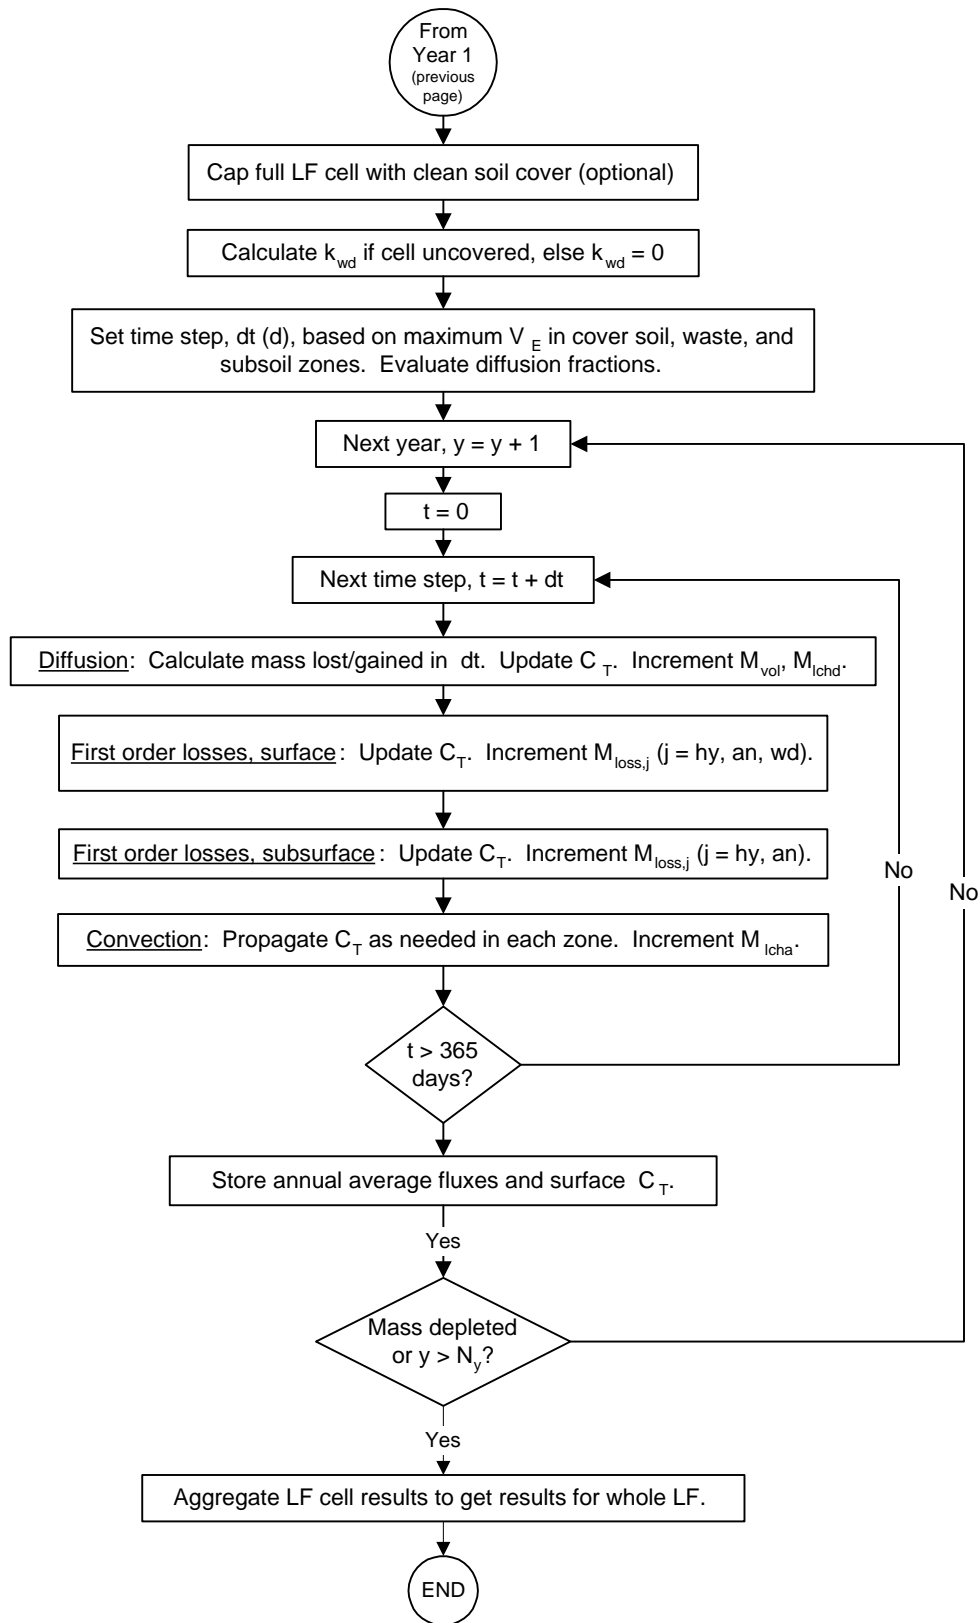 From
Year 1
(previous
page)
Cap full LF cell with clean soil cover (optional)
Calculate k_wd if cell uncovered, else k_wd = 0
Set time step, dt (d), based on maximum V_E in cover soil, waste, and
subsoil zones. Evaluate diffusion fractions.
Next year, y = y + 1
t = 0
Next time step, t = t + dt
Diffusion: Calculate mass lost/gained in dt. Update C_T. Increment M_vol, M_lchd.
First order losses, surface: Update C_T. Increment M_loss,j (j = hy, an, wd).
First order losses, subsurface: Update C_T. Increment M_loss,j (j = hy, an).
No
No
Convection: Propagate C_T as needed in each zone. Increment M_lcha.
t > 365
days?
Store annual average fluxes and surface C_T.
Yes
Mass depleted
or y > N_y?
Yes
Aggregate LF cell results to get results for whole LF.
END